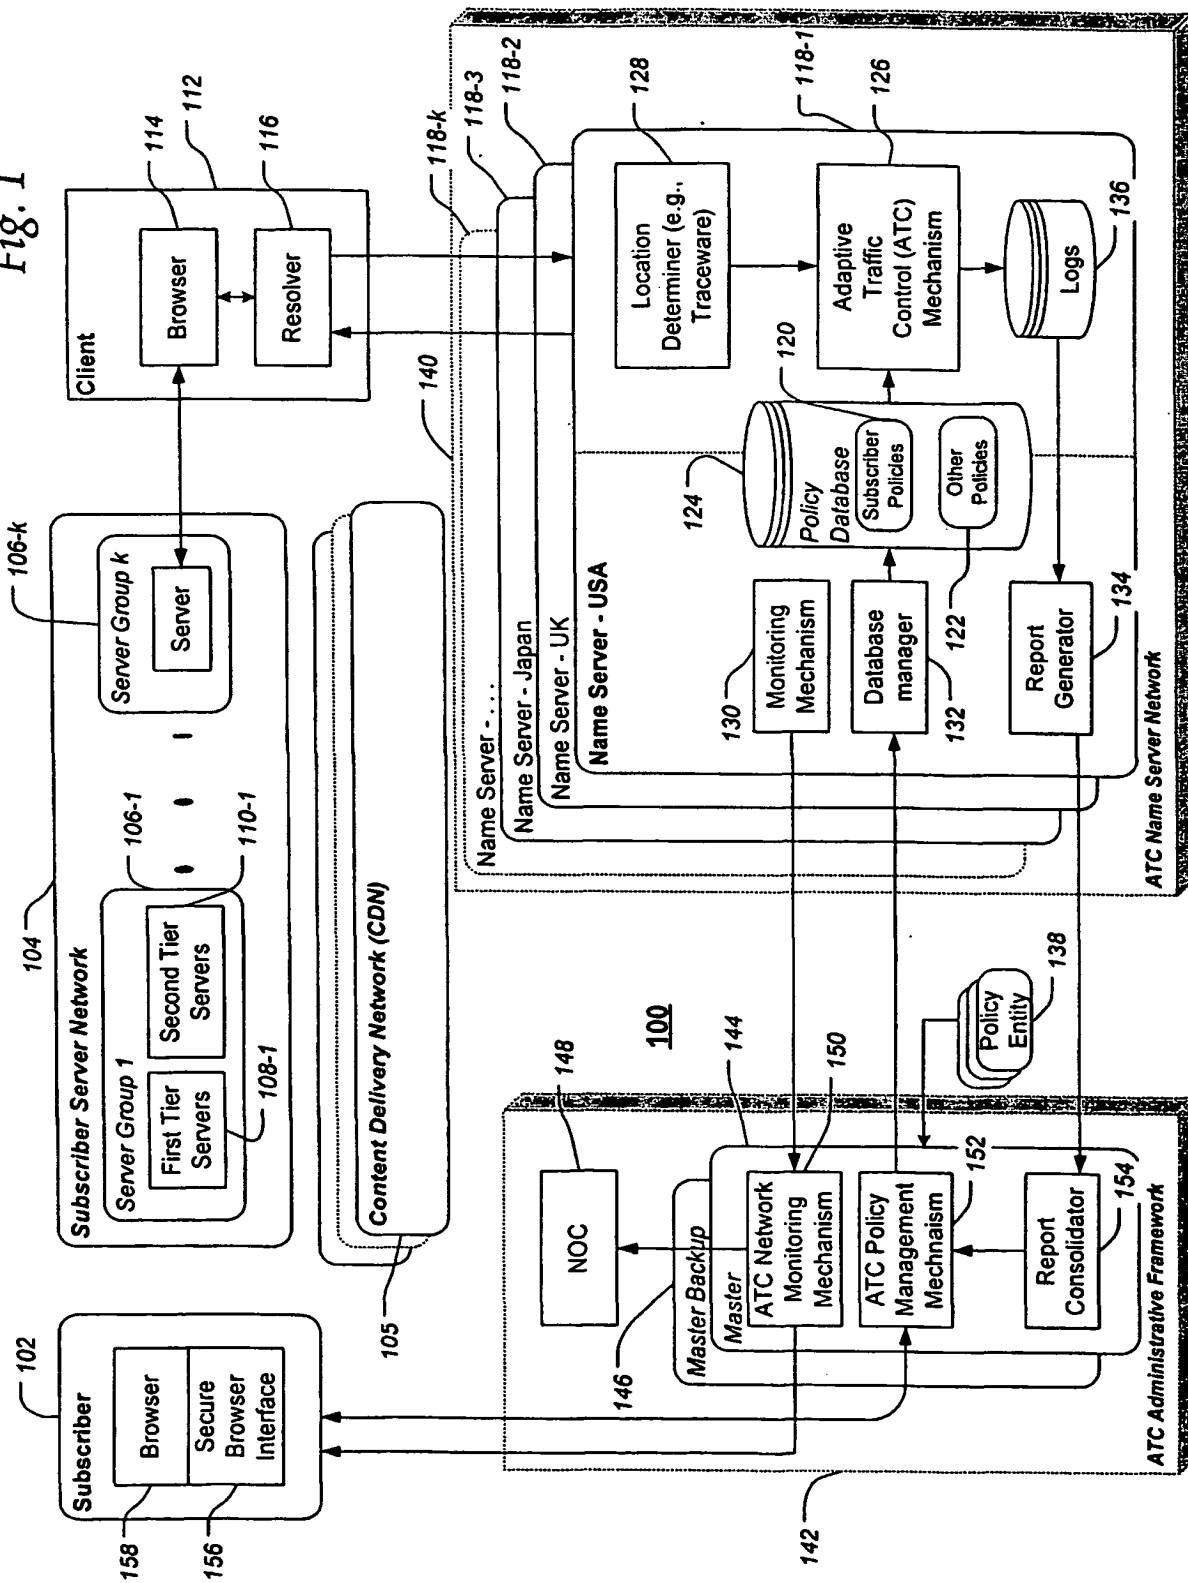 Fig. 1
102
Subscriber
Browser
Secure
Browser
Interface
158
156
104
Subscriber Server Network
Server Group 1
First Tier
Servers
Second Tier
Servers
106-1
110-1
108-1
Server Group k
Server
106-k
Content Delivery Network (CDN)
105
Client
Browser
Resolver
112
114
116
100
142
ATC Administrative Framework
NOC
148
146
Master Backup
Master
144
ATC Network
Monitoring
Mechanism
150
ATC Policy
Management
Mechnaism
152
Report
Consolidator
154
Policy
Entity
138
140
118-k
118-3
118-2
118-1
Name Server - . . .
Name Server - Japan
Name Server - UK
Name Server - USA
130
Monitoring
Mechanism
Database
manager
132
Report
Generator
134
124
Policy
Database
Subscriber
Policies
120
Other
Policies
122
Location
Determiner (e.g.,
Traceware)
128
Adaptive
Traffic
Control (ATC)
Mechanism
126
Logs
136
ATC Name Server Network